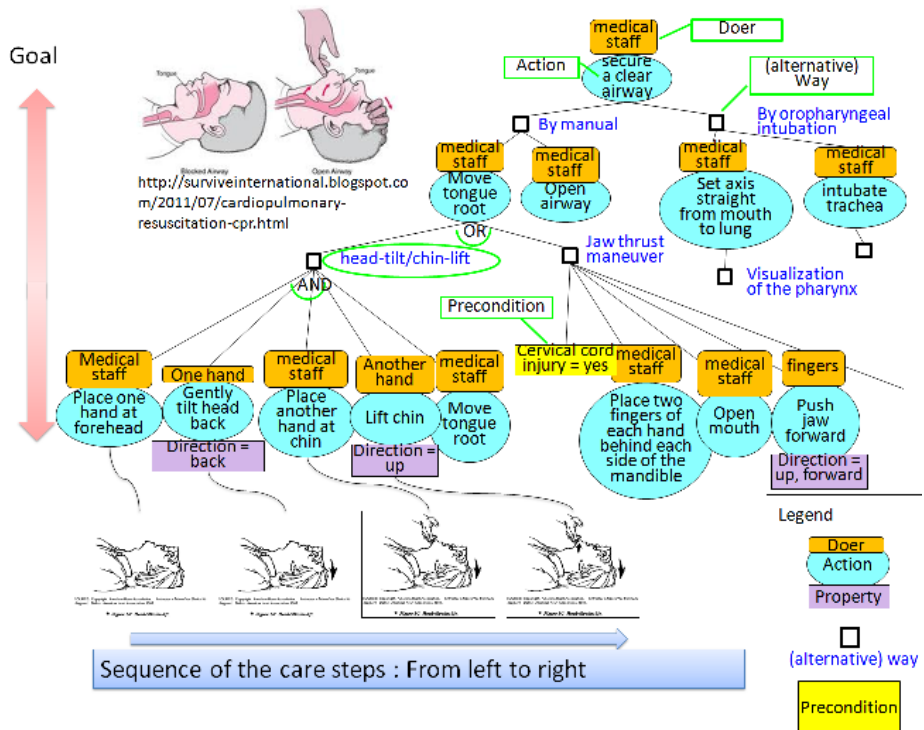 Goal
Tongue
Tongue
Blocked Airway
Open Airway
http://surviveinternational.blogspot.co
m/2011/07/cardiopulmonary-
resuscitation-cpr.html
medical
staff
Doer
Action
secure
a clear
airway
(alternative)
Way
By manual
By oropharyngeal
intubation
medical
staff
Move
tongue
root
medical
staff
Open
airway
medical
staff
Set axis
straight
from mouth
to lung
medical
staff
intubate
trachea
OR
head-tilt/chin-lift
Jaw thrust
maneuver
Visualization
of the pharynx
AND
Precondition
Medical
staff
Place one
hand at
forehead
One hand
Gently
tilt head
back
Direction =
back
medical
staff
Place
another
hand at
chin
Another
hand
Lift chin
Direction =
up
medical
staff
Move
tongue
root
Cervical cord
injury = yes
medical
staff
Place two
fingers of
each hand
behind each
side of the
mandible
medical
staff
Open
mouth
fingers
Push
jaw
forward
Direction =
up, forward
Sequence of the care steps : From left to right
Legend
Doer
Action
Property
(alternative) way
Precondition